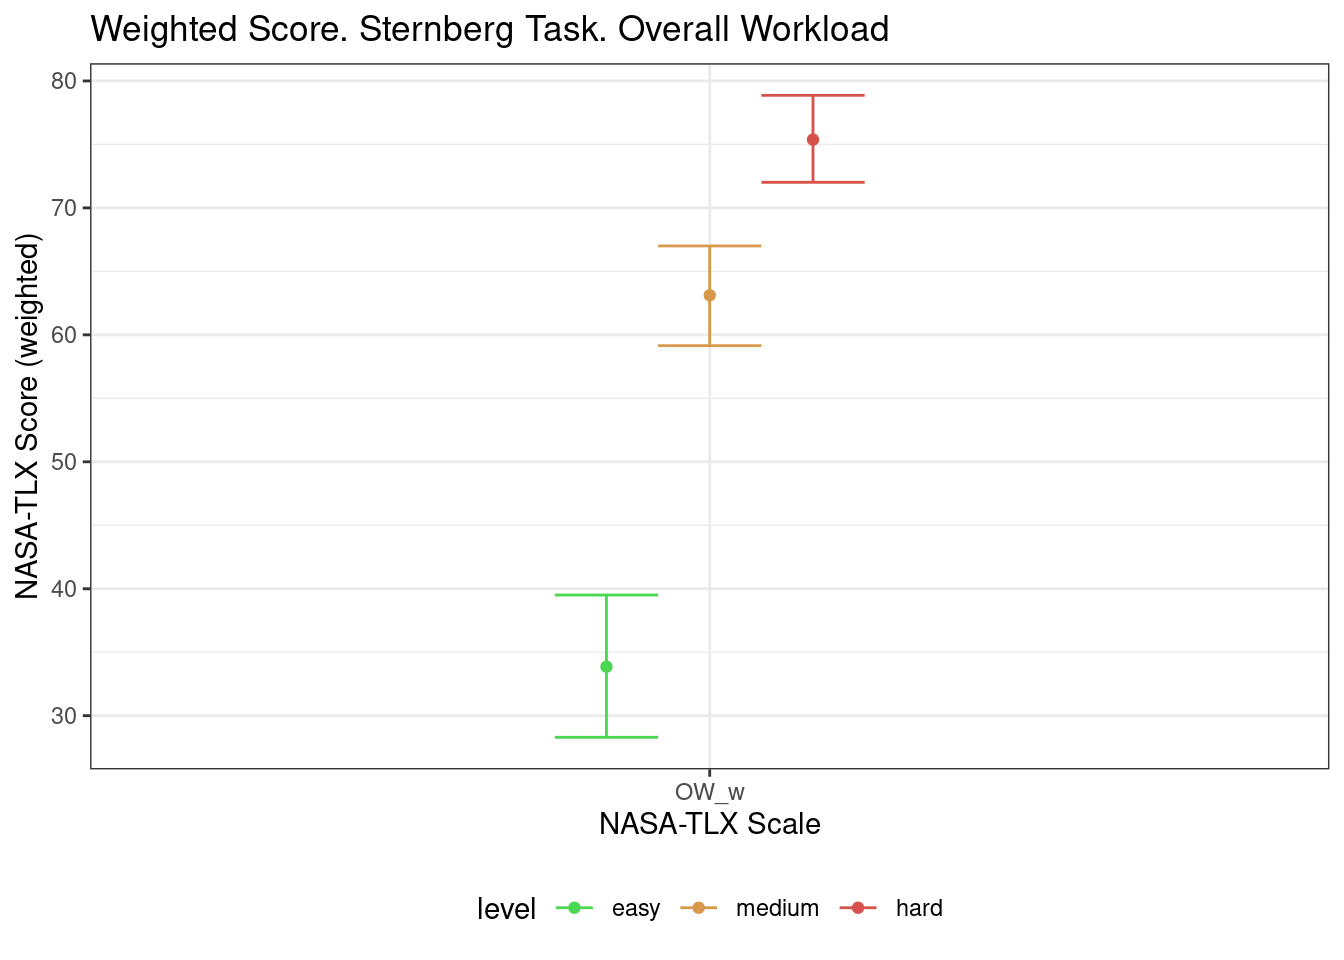 Weighted Score. Sternberg Task. Overall Workload
NASA-TLX Score (weighted)
80
70
60
50
40
30
OW_w
NASA-TLX Scale
level easy medium hard